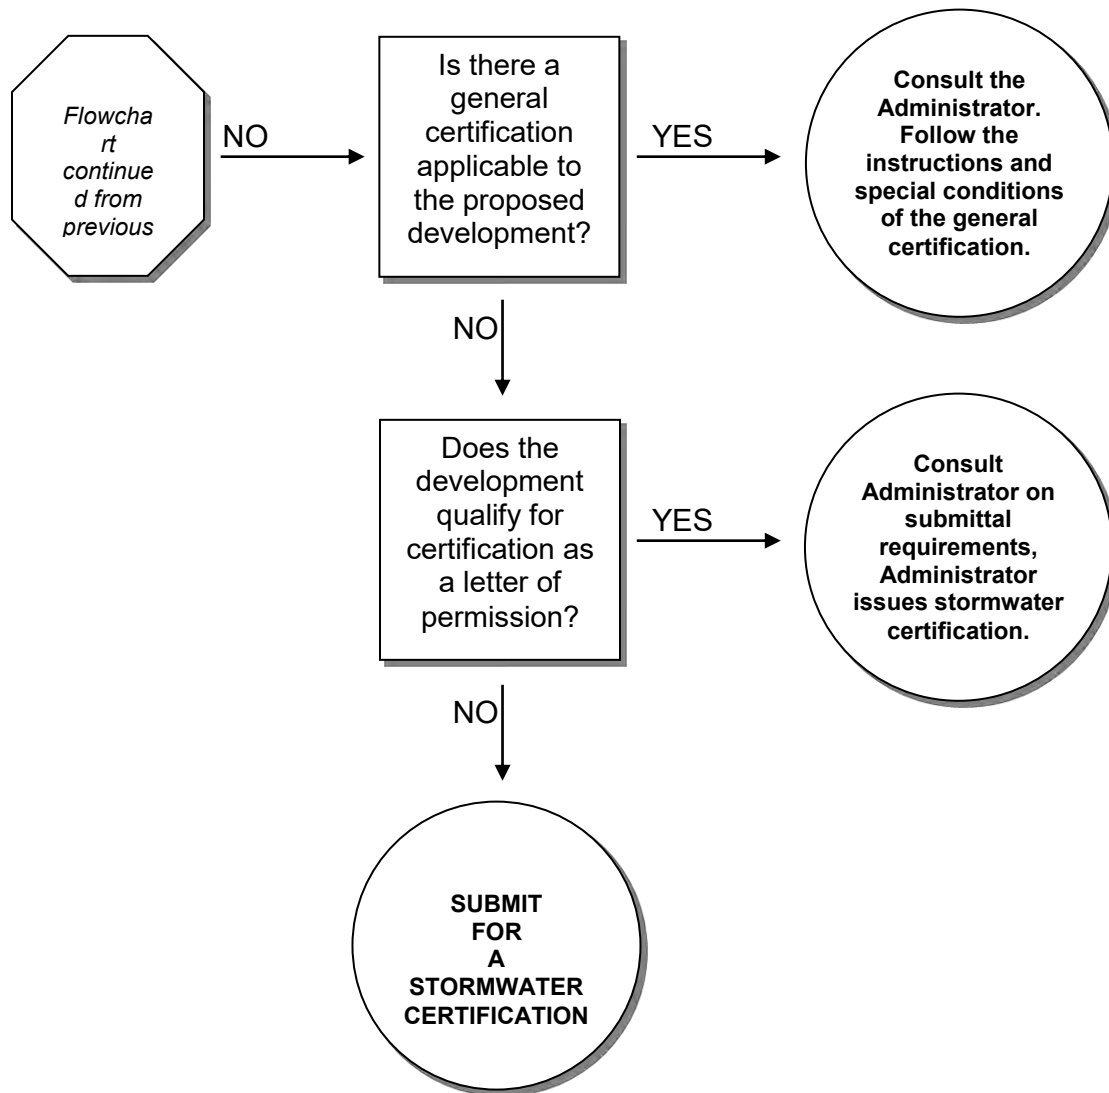 Flowcha
rt
continue
d from
previous
NO
Is there a
general
certification
applicable to
the proposed
development?
YES
Consult the
Administrator.
Follow the
instructions and
special conditions
of the general
certification.
NO
Does the
development
qualify for
certification as
a letter of
permission?
YES
Consult
Administrator on
submittal
requirements,
Administrator
issues stormwater
certification.
NO
SUBMIT
FOR
A
STORMWATER
CERTIFICATION